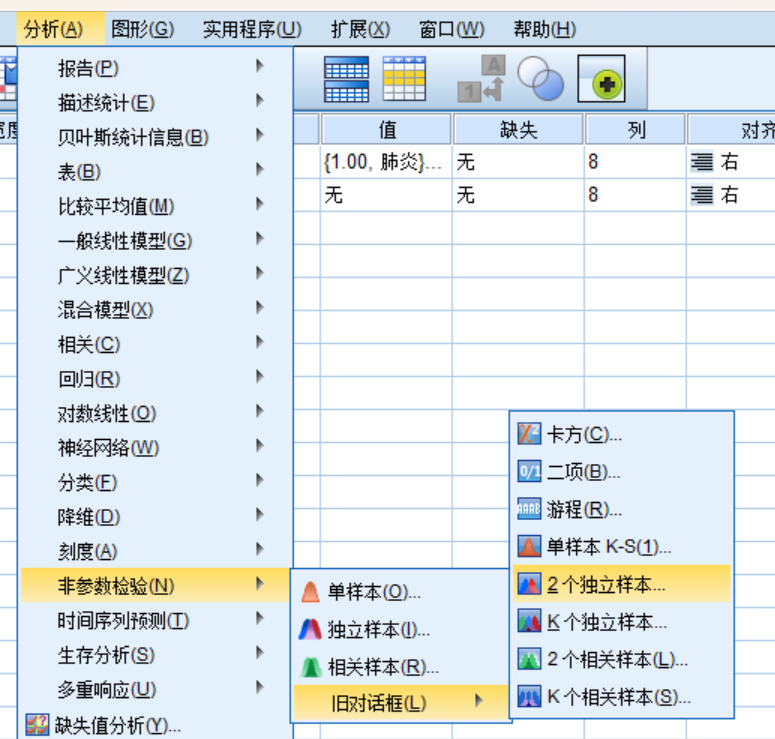 分析(A) 图形(G) 实用程序(U) 扩展(X) 窗口(W) 帮助(H)
报告(P)
描述统计(E)
贝叶斯统计信息(B)
表(B)
比较平均值(M)
一般线性模型(G)
广义线性模型(Z)
混合模型(X)
相关(C)
回归(R)
对数线性(O)
神经网络(W)
分类(F)
降维(D)
刻度(A)
非参数检验(N)
时间序列预测(T)
生存分析(S)
多重响应(U)
缺失值分析(Y)...
值 缺失 列 对齐
{1.00, 肺炎}... 无 8 右
无 无 8 右
单样本(O)...
独立样本(I)...
相关样本(R)...
旧对话框(L)
卡方(C)...
二项(B)...
游程(R)...
单样本 K-S(1)...
2 个独立样本...
K 个独立样本...
2 个相关样本(L)...
K 个相关样本(S)...